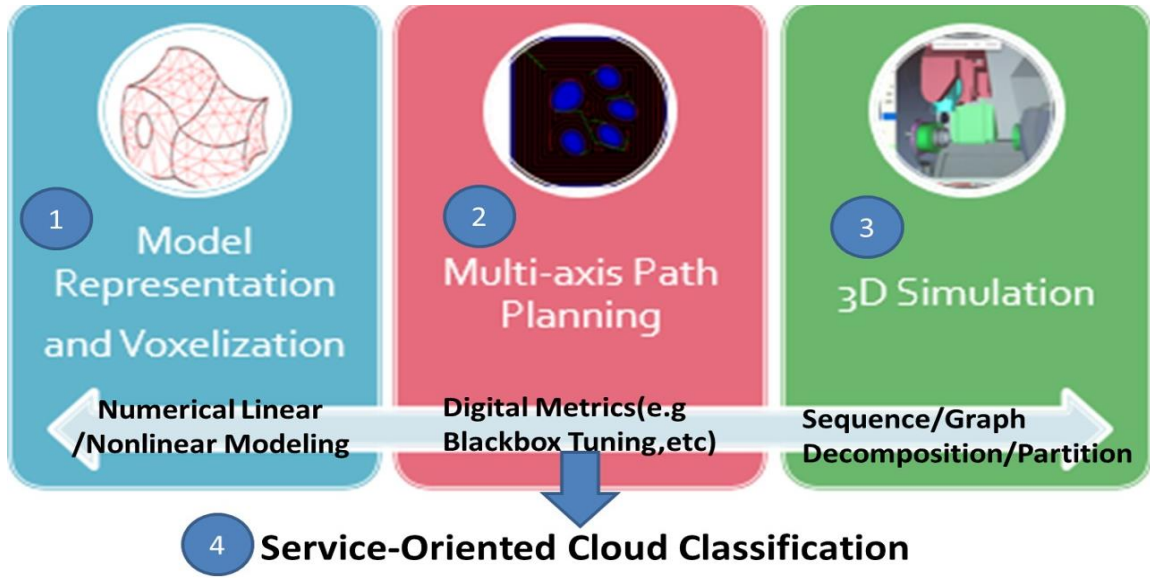 1
Model
Representation
and Voxelization
Numerical Linear
/Nonlinear Modeling
2
Multi-axis Path
Planning
Digital Metrics(e.g
Blackbox Tuning,etc)
3
3D Simulation
Sequence/Graph
Decomposition/Partition
4 Service-Oriented Cloud Classification